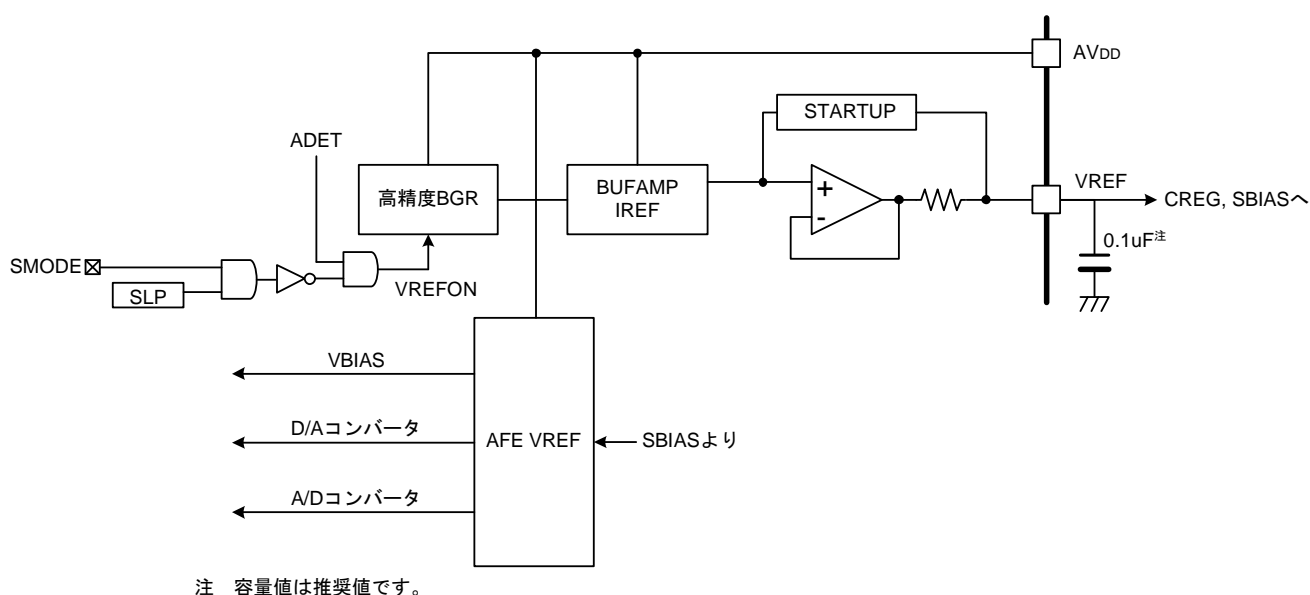 AVDD
STARTUP
ADET
高精度BGR
BUFAMP
IREF
+
-
VREF
CREG, SBIASへ
0.1uF注
SMODE
SLP
VREFON
VBIAS
D/Aコンバータ
AFE VREF
SBIASより
A/Dコンバータ
注　容量値は推奨値です。